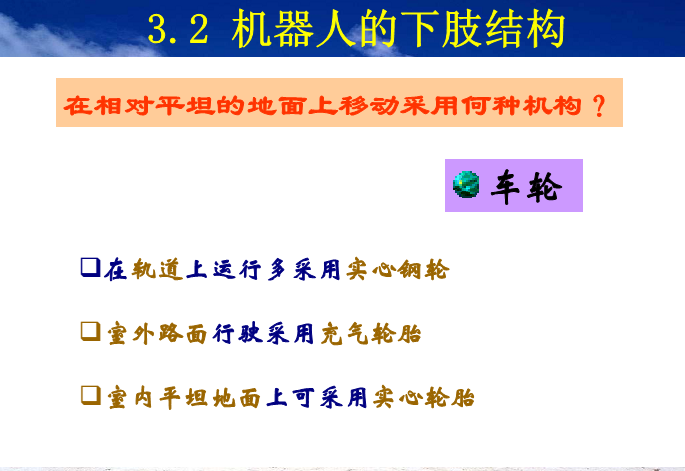 3.2 机器人的下肢结构
在相对平坦的地面上移动采用何种机构？
车轮
在轨道上运行多采用实心钢轮
室外路面行驶采用充气轮胎
室内平坦地面上可采用实心轮胎